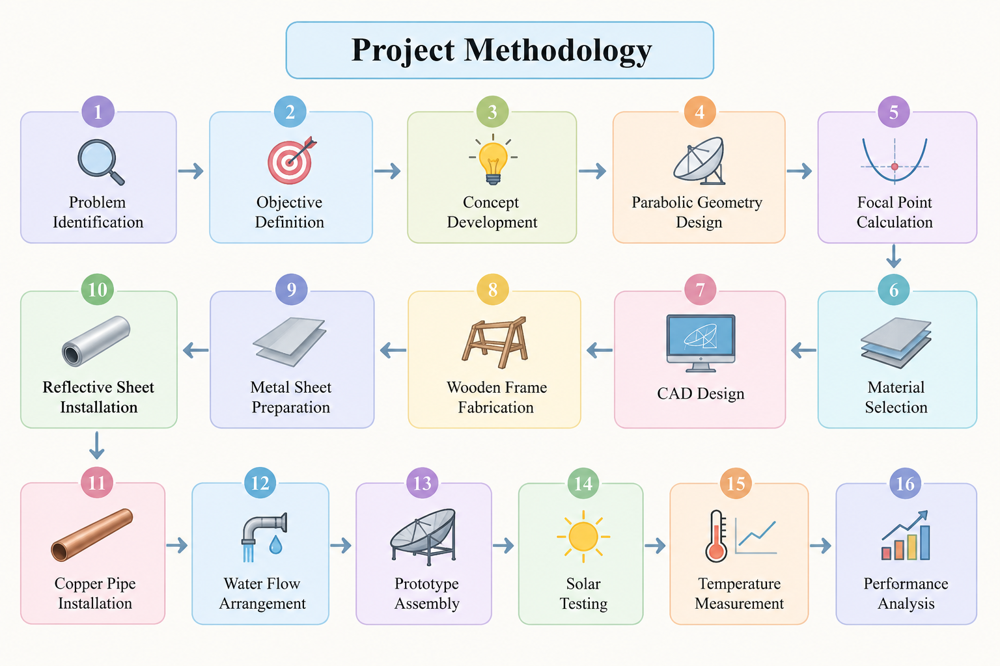 Project Methodology
1
Problem
Identification
2
Objective
Definition
3
Concept
Development
4
Parabolic Geometry
Design
5
Focal Point
Calculation
6
Material
Selection
7
CAD Design
8
Wooden Frame
Fabrication
9
Metal Sheet
Preparation
10
Reflective Sheet
Installation
11
Copper Pipe
Installation
12
Water Flow
Arrangement
13
Prototype
Assembly
14
Solar
Testing
15
Temperature
Measurement
16
Performance
Analysis